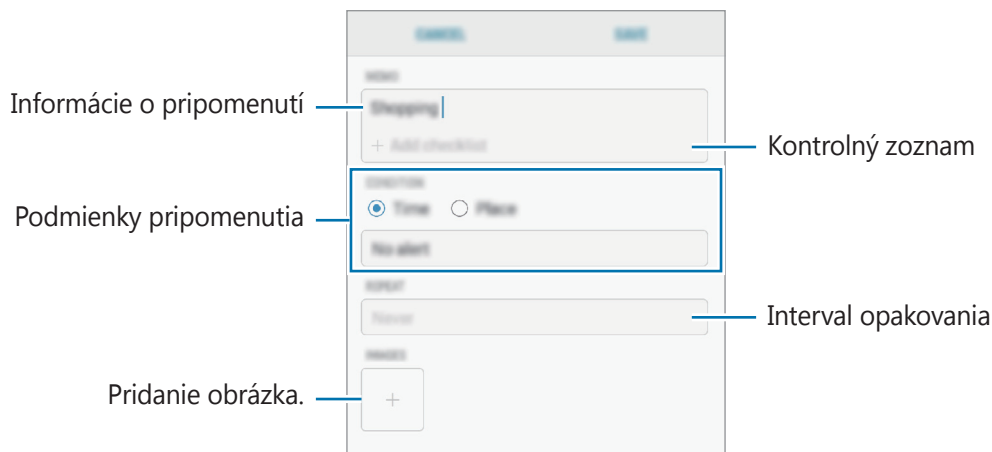 CANCEL
SAVE
MEMO
Informácie o pripomenutí
Shopping
+ Add checklist
Kontrolný zoznam
CONDITION
Podmienky pripomenutia
Time
Place
No alert
REPEAT
Never
Interval opakovania
IMAGES
Pridanie obrázka.
+